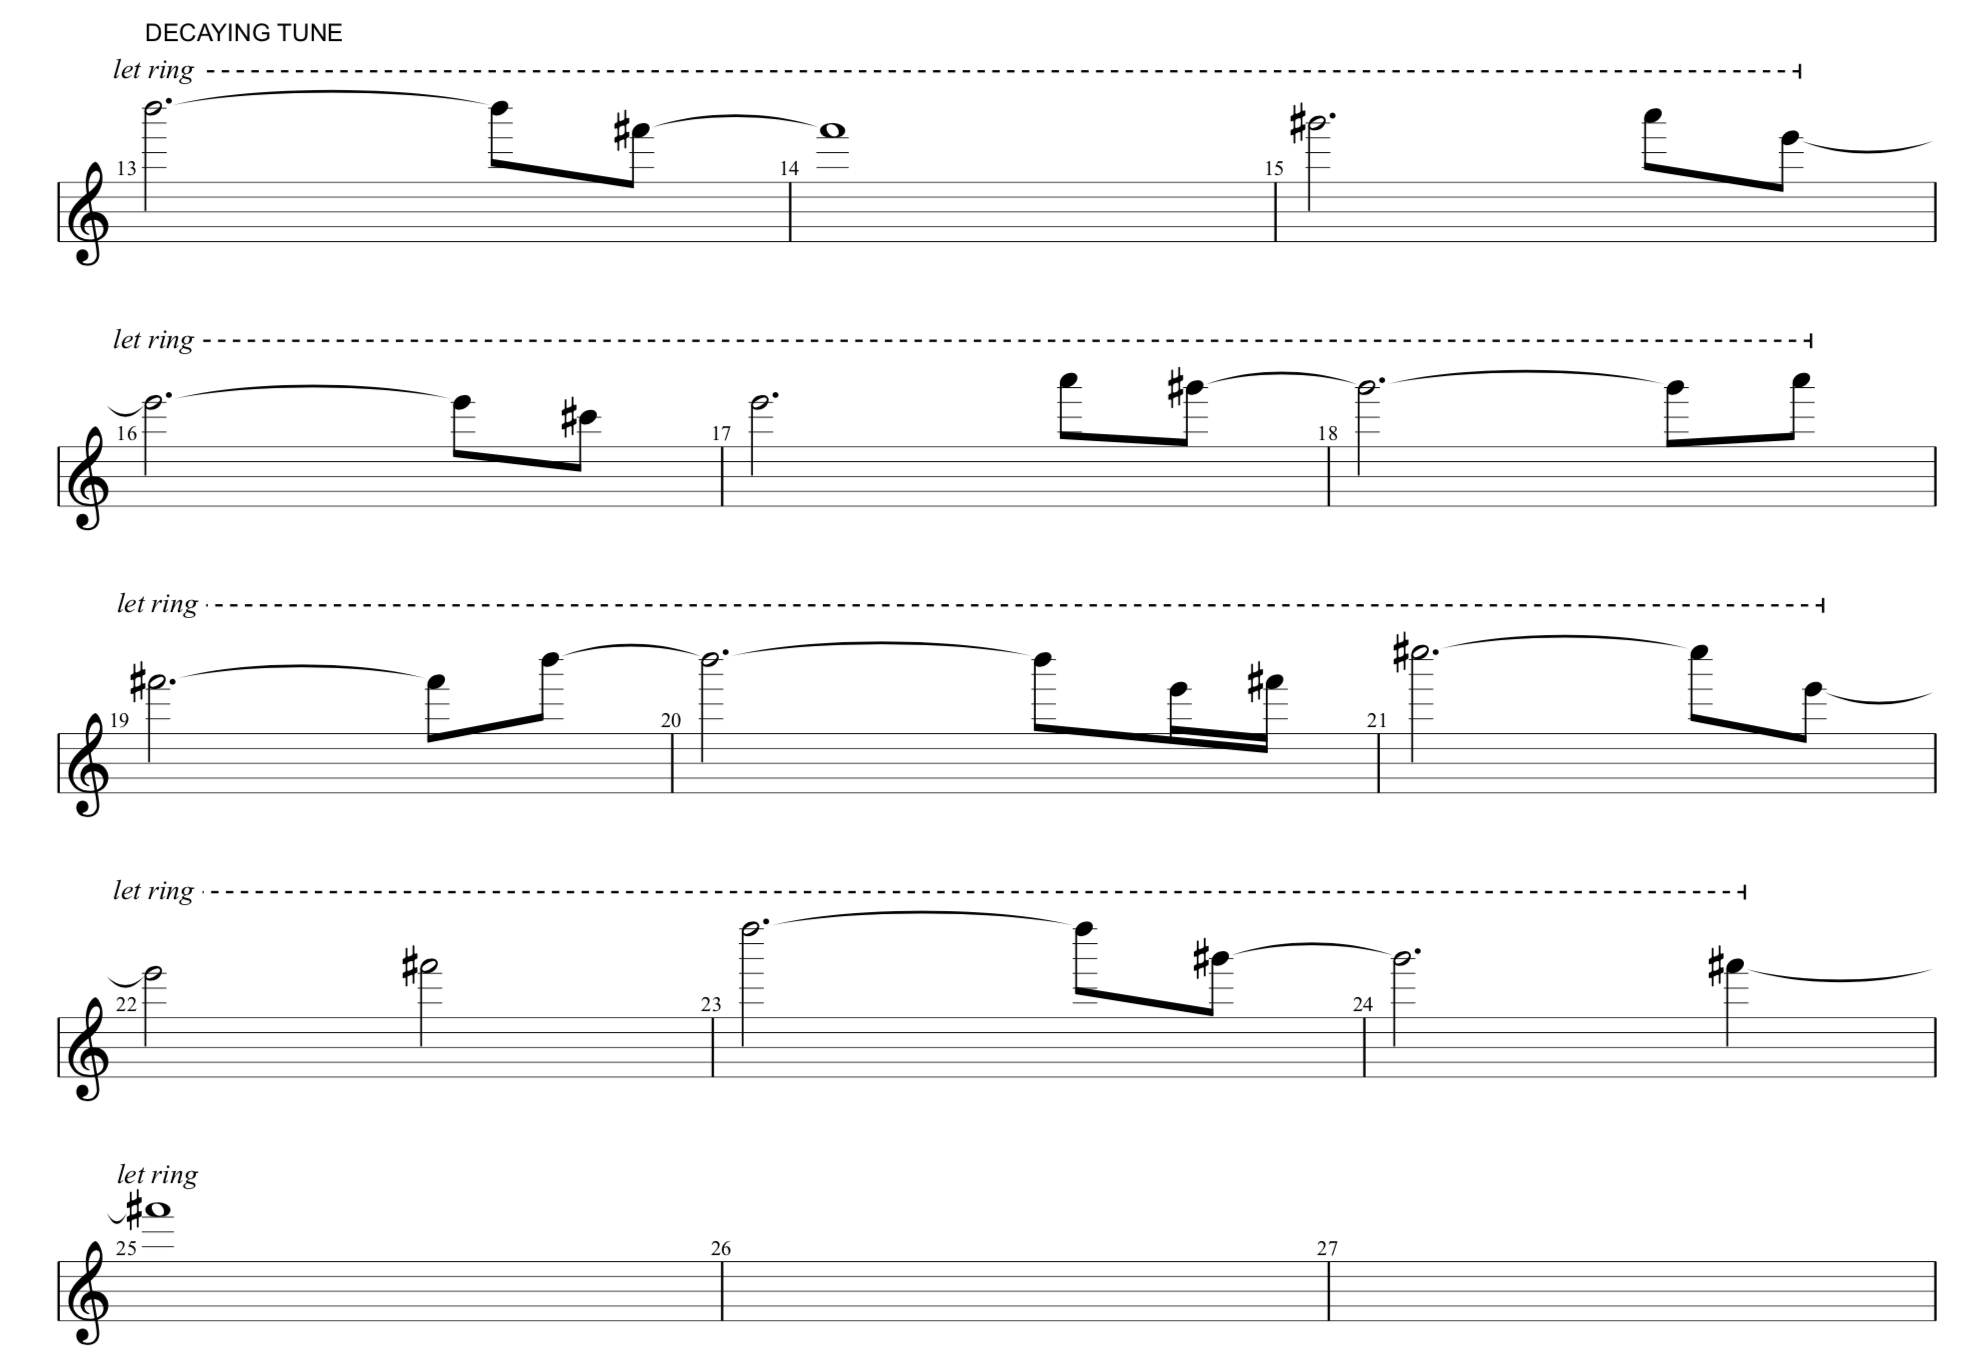 DECAYING TUNE
let ring
13 14 15
let ring
16 17 18
let ring
19 20 21
let ring
22 23 24
let ring
25 26 27